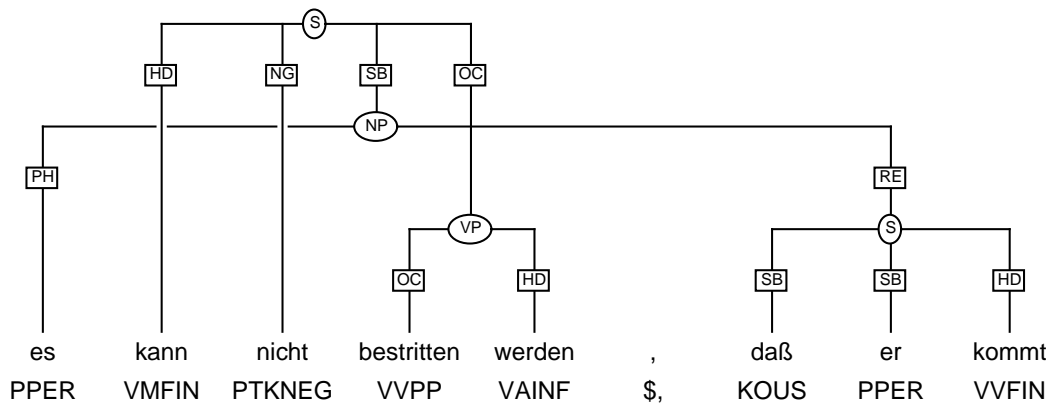 S
HD NG SB OC
NP
PH RE
VP S
OC HD SB SB HD
es kann nicht bestritten werden , daß er kommt
PPER VMFIN PTKNEG VVPP VAINF $, KOUS PPER VVFIN